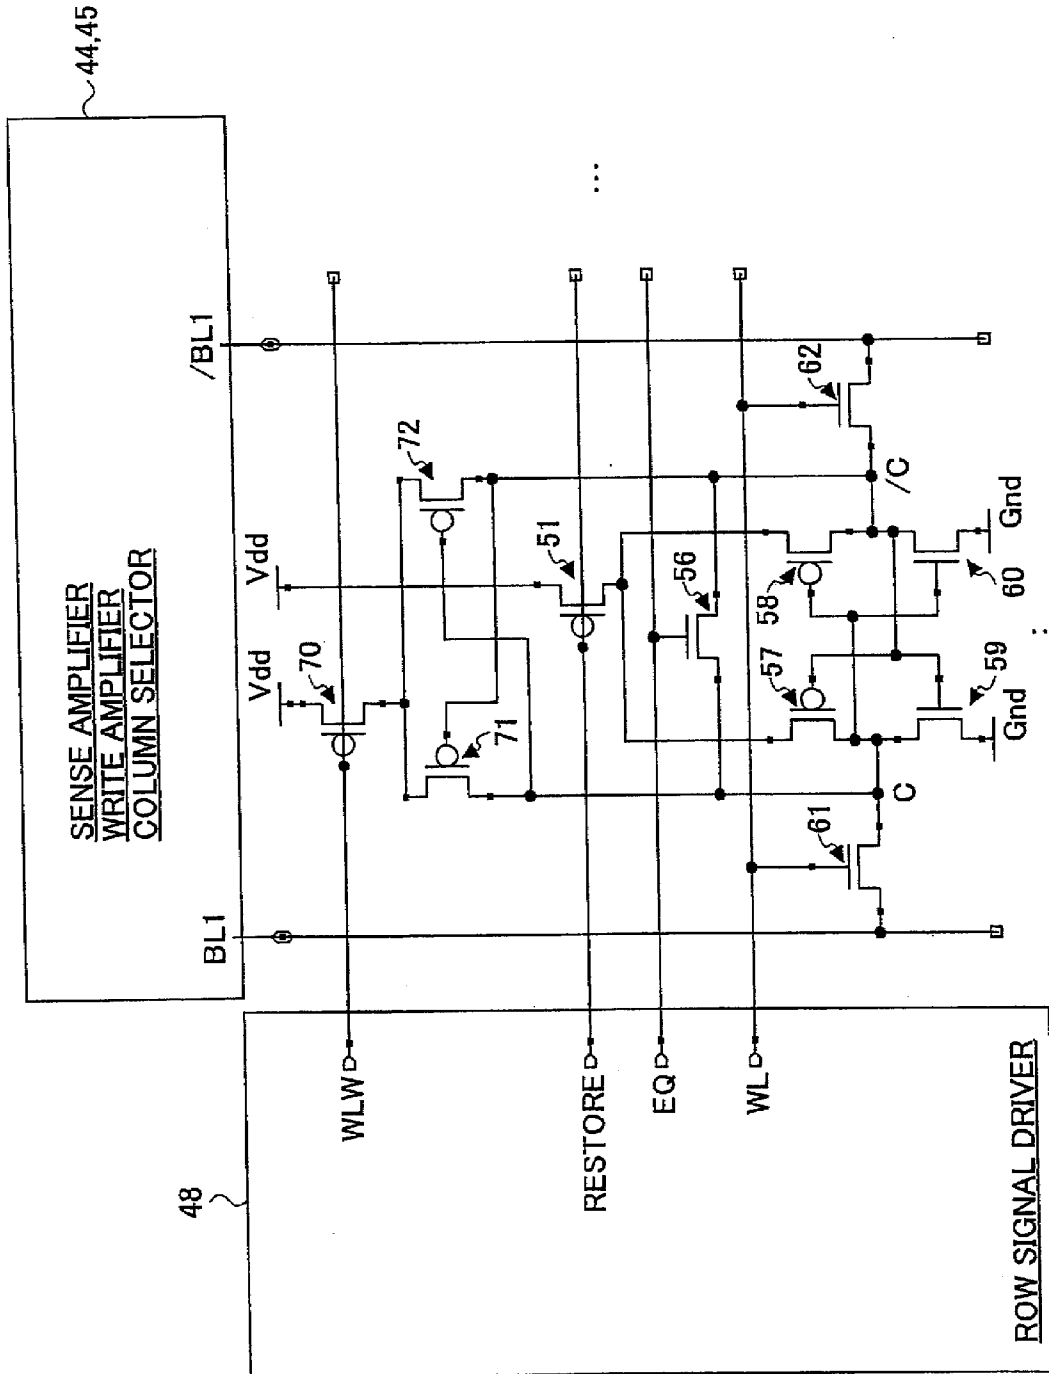 44,45
SENSE AMPLIFIER
WRITE AMPLIFIER
COLUMN SELECTOR
BL1
/BL1
Vdd
Vdd
70
72
71
WLW
51
RESTORE
56
EQ
WL
48
57
58
61
62
C
/C
59
60
Gnd
Gnd
...
:
ROW SIGNAL DRIVER